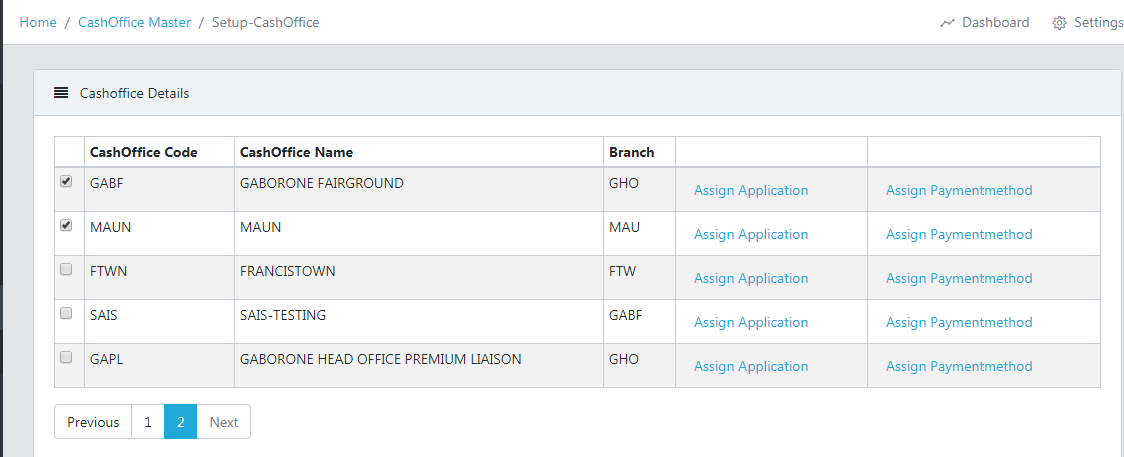 Home / CashOffice Master / Setup-CashOffice Dashboard Settings
Cashoffice Details
CashOffice Code CashOffice Name Branch
GABF GABORONE FAIRGROUND GHO Assign Application Assign Paymentmethod
MAUN MAUN MAU Assign Application Assign Paymentmethod
FTWN FRANCISTOWN FTW Assign Application Assign Paymentmethod
SAIS SAIS-TESTING GABF Assign Application Assign Paymentmethod
GAPL GABORONE HEAD OFFICE PREMIUM LIAISON GHO Assign Application Assign Paymentmethod
Previous 1 2 Next